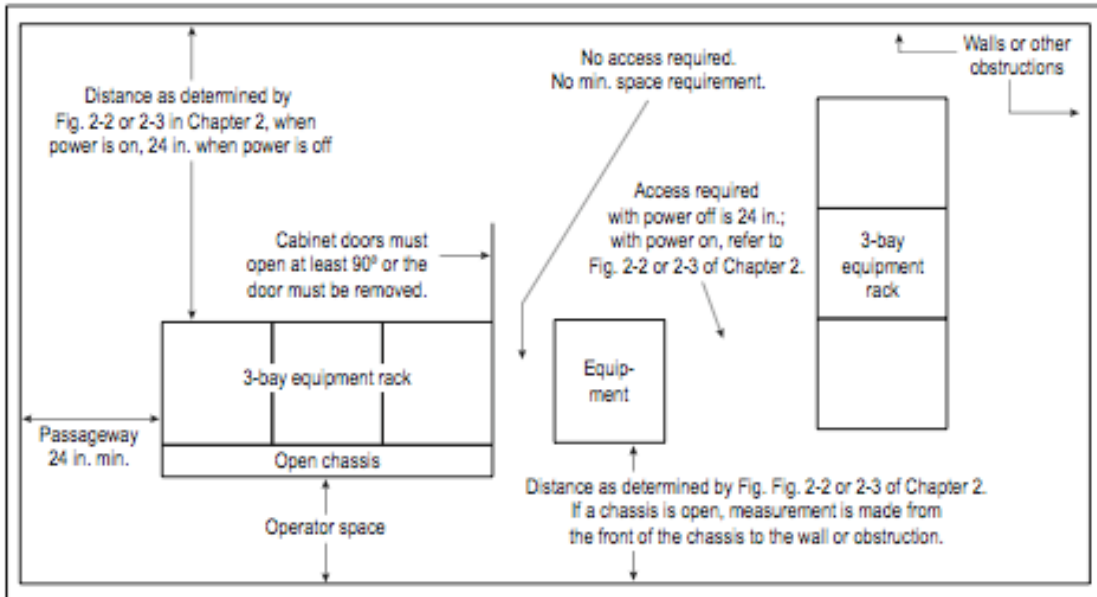 No access required.
No min. space requirement.
Walls or other
obstructions
Distance as determined by
Fig. 2-2 or 2-3 in Chapter 2, when
power is on, 24 in. when power is off
Access required
with power off is 24 in.;
with power on, refer to
Fig. 2-2 or 2-3 of Chapter 2.
Cabinet doors must
open at least 90º or the
door must be removed.
3-bay
equipment
rack
3-bay equipment rack
Equip-
ment
Passageway
24 in. min.
Open chassis
Operator space
Distance as determined by Fig. Fig. 2-2 or 2-3 of Chapter 2.
If a chassis is open, measurement is made from
the front of the chassis to the wall or obstruction.